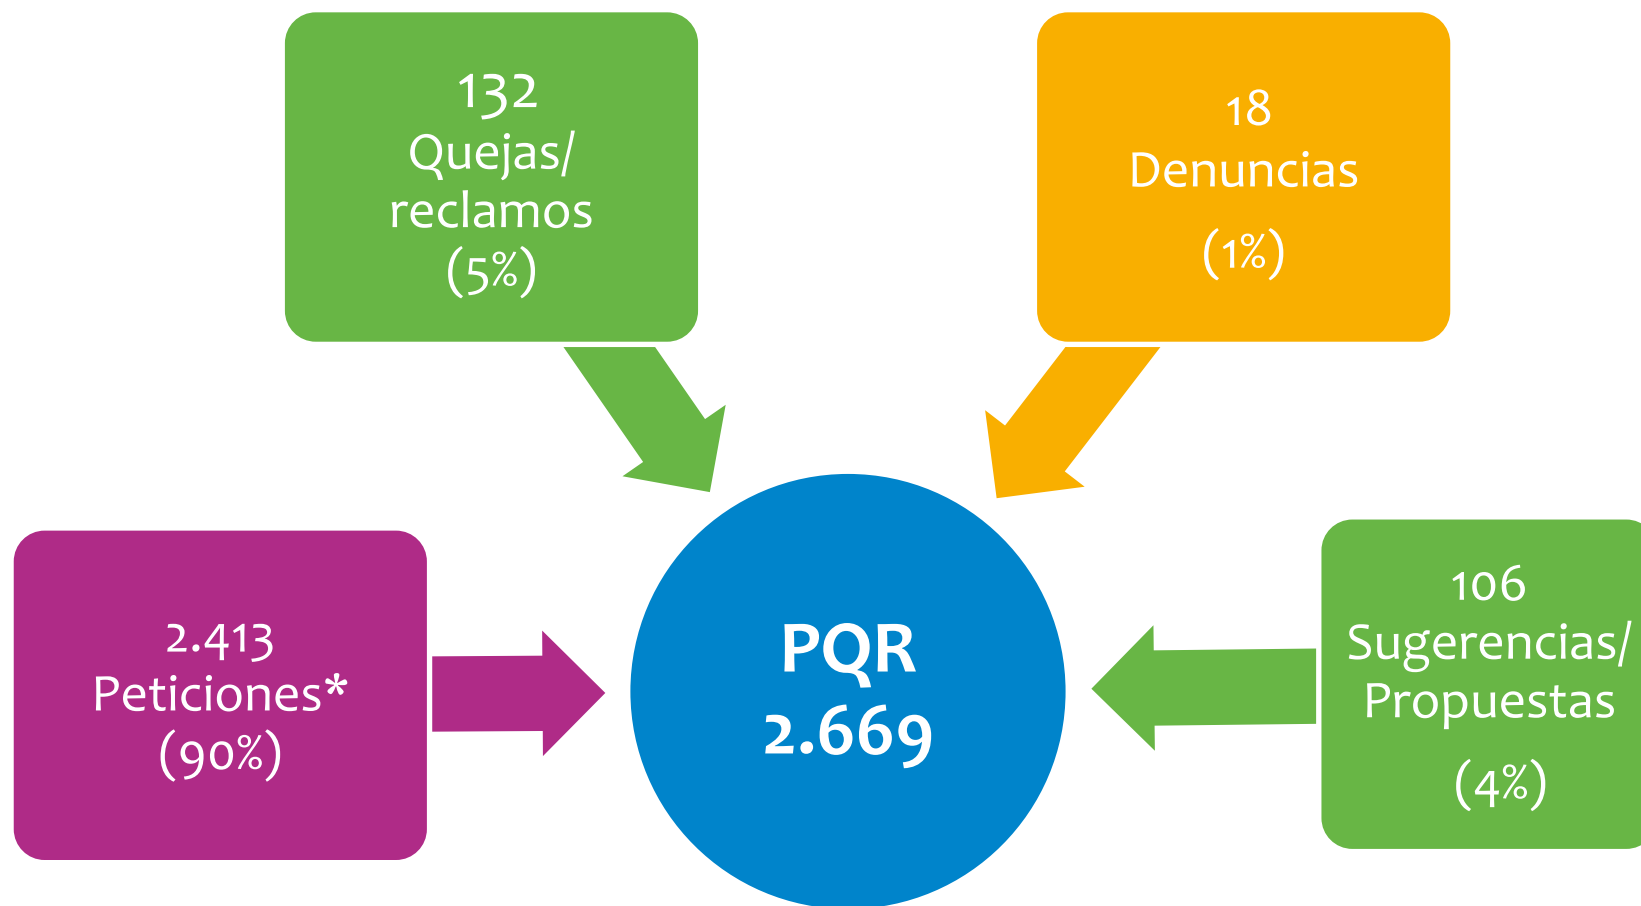 132
Quejas/
reclamos
(5%)
18
Denuncias
(1%)
2.413
Peticiones*
(90%)
PQR
2.669
106
Sugerencias/
Propuestas
(4%)